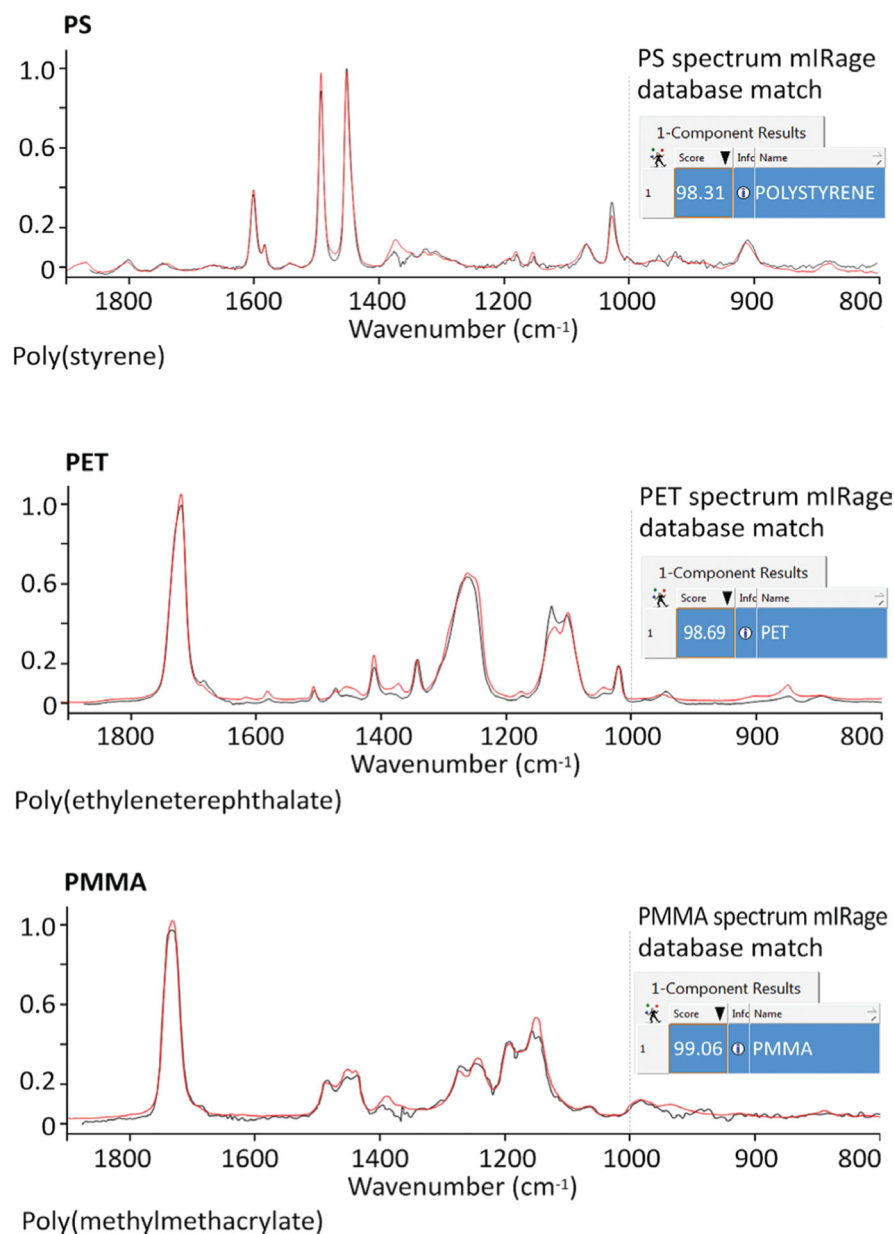 PS
PS spectrum mIRage
database match
1-Component Results
Score Info Name
1 98.31 POLYSTYRENE
1.0
0.6
0.2
0
1800 1600 1400 1200 1000 900 800
Wavenumber (cm-1)
Poly(styrene)
PET
PET spectrum mIRage
database match
1-Component Results
Score Info Name
1 98.69 PET
1.0
0.6
0.2
0
1800 1600 1400 1200 1000 900 800
Wavenumber (cm-1)
Poly(ethyleneterephthalate)
PMMA
PMMA spectrum mIRage
database match
1-Component Results
Score Info Name
1 99.06 PMMA
1.0
0.6
0.2
0
1800 1600 1400 1200 1000 900 800
Wavenumber (cm-1)
Poly(methylmethacrylate)